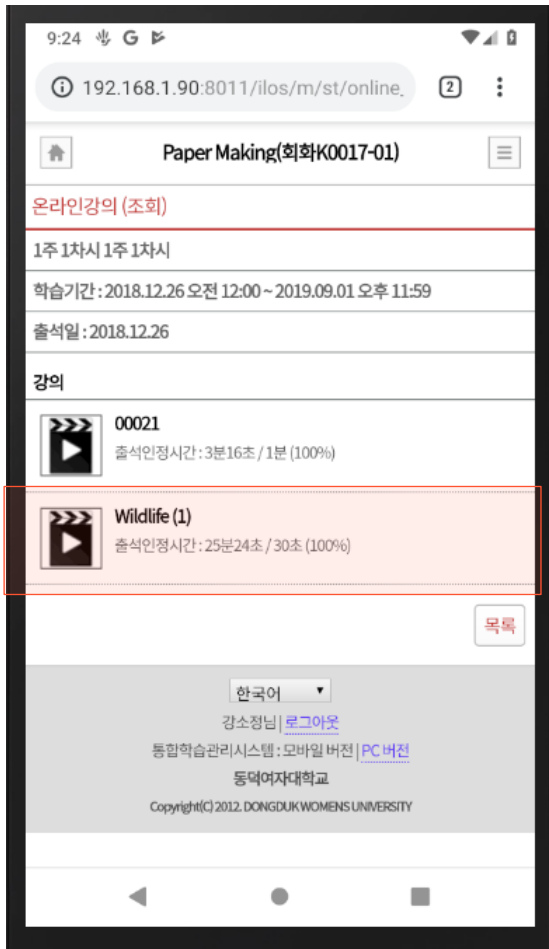 9:24
192.168.1.90:8011/ilos/m/st/online_
2
Paper Making(회화K0017-01)
온라인강의 (조회)
1주 1차시 1주 1차시
학습기간 : 2018.12.26 오전 12:00 ~ 2019.09.01 오후 11:59
출석일 : 2018.12.26
강의
00021
출석인정시간 : 3분16초 / 1분 (100%)
Wildlife (1)
출석인정시간 : 25분24초 / 30초 (100%)
목록
한국어
강소정님 | 로그아웃
통합학습관리시스템 : 모바일 버전 | PC 버전
동덕여자대학교
Copyright(C) 2012. DONGDUK WOMENS UNIVERSITY